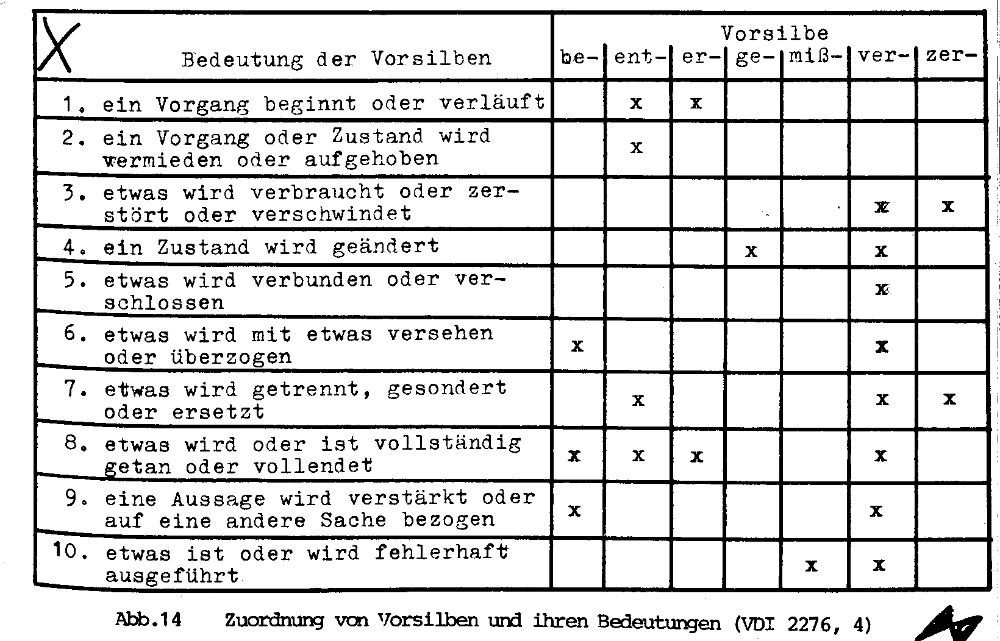 Vorsilbe
Bedeutung der Vorsilben be- ent- er- ge- miß- ver- zer-
1. ein Vorgang beginnt oder verläuft x x
2. ein Vorgang oder Zustand wird
vermieden oder aufgehoben x
3. etwas wird verbraucht oder zer-
stört oder verschwindet x x
4. ein Zustand wird geändert x x
5. etwas wird verbunden oder ver-
schlossen x
6. etwas wird mit etwas versehen
oder überzogen x x
7. etwas wird getrennt, gesondert
oder ersetzt x x x
8. etwas wird oder ist vollständig
getan oder vollendet x x x x
9. eine Aussage wird verstärkt oder
auf eine andere Sache bezogen x x
10. etwas ist oder wird fehlerhaft
ausgeführt x x
Abb.14 Zuordnung von Vorsilben und ihren Bedeutungen (VDI 2276, 4)